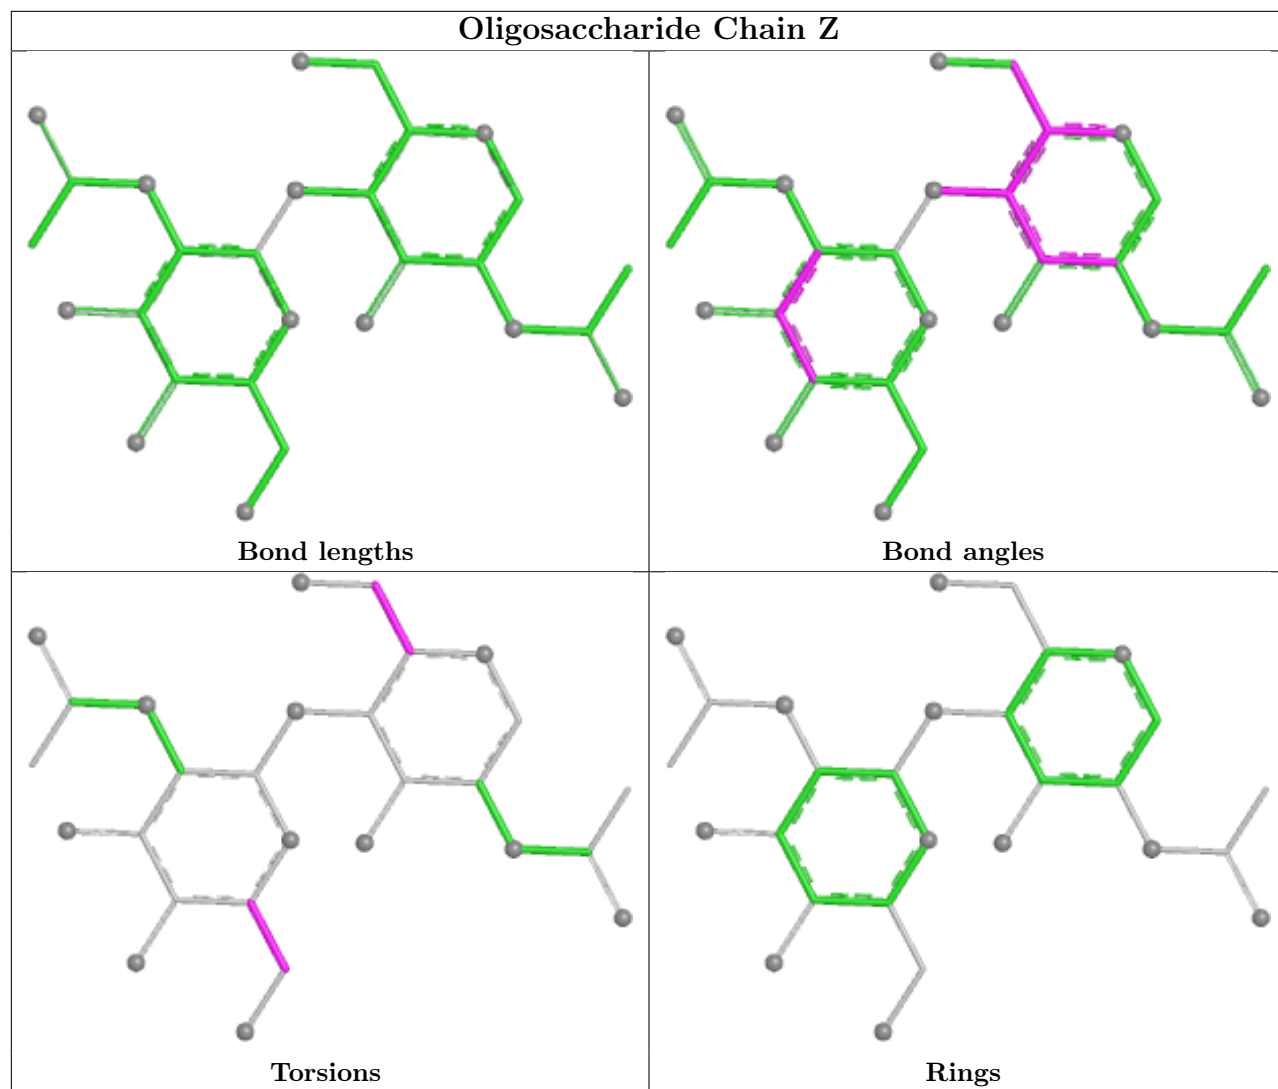 Oligosaccharide Chain Z
Bond lengths
Bond angles
Torsions
Rings